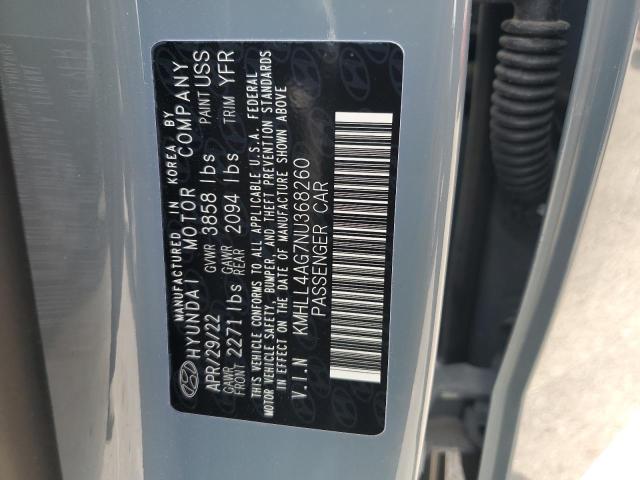 MANUFACTURED IN KOREA BY
HYUNDAI MOTOR COMPANY
APR/29/22 GVWR 3858 lbs PAINT USS
GAWR FRONT 2271 lbs GAWR REAR 2094 lbs TRIM YFR
THIS VEHICLE CONFORMS TO ALL APPLICABLE U.S.A. FEDERAL
MOTOR VEHICLE SAFETY, BUMPER, AND THEFT PREVENTION STANDARDS
IN EFFECT ON THE DATE OF MANUFACTURE SHOWN ABOVE
V.I.N KMHLL4AG7NU368260
PASSENGER CAR